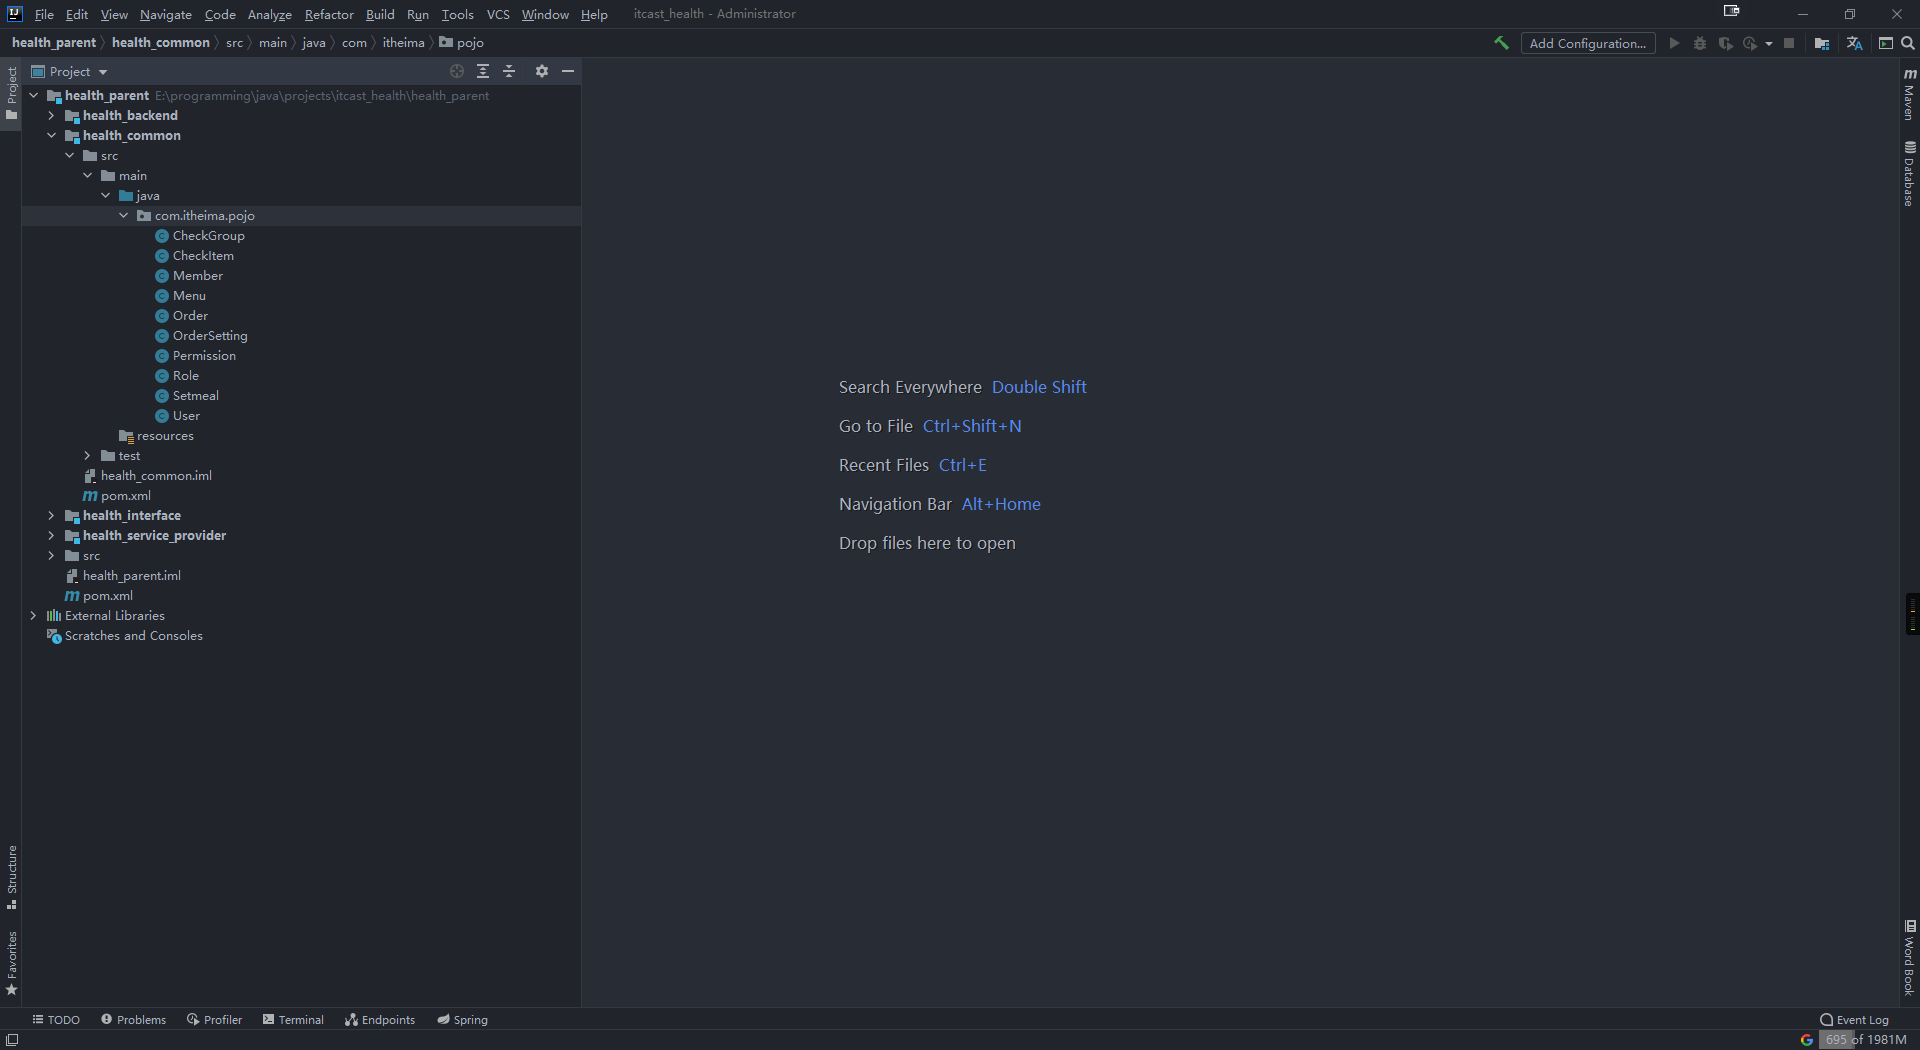 File Edit View Navigate Code Analyze Refactor Build Run Tools VCS Window Help itcast_health - Administrator
health_parent health_common src main java com itheima pojo Add Configuration...
Project
Project
health_parent E:\programming\java\projects\itcast_health\health_parent
health_backend
health_common
src
main
java
com.itheima.pojo
CheckGroup
CheckItem
Member
Menu
Order
OrderSetting
Permission
Role
Setmeal
User
resources
test
health_common.iml
pom.xml
health_interface
health_service_provider
src
health_parent.iml
pom.xml
External Libraries
Scratches and Consoles
Search Everywhere Double Shift
Go to File Ctrl+Shift+N
Recent Files Ctrl+E
Navigation Bar Alt+Home
Drop files here to open
Maven
Database
Word Book
Structure
Favorites
TODO Problems Profiler Terminal Endpoints Spring Event Log
695 of 1981M